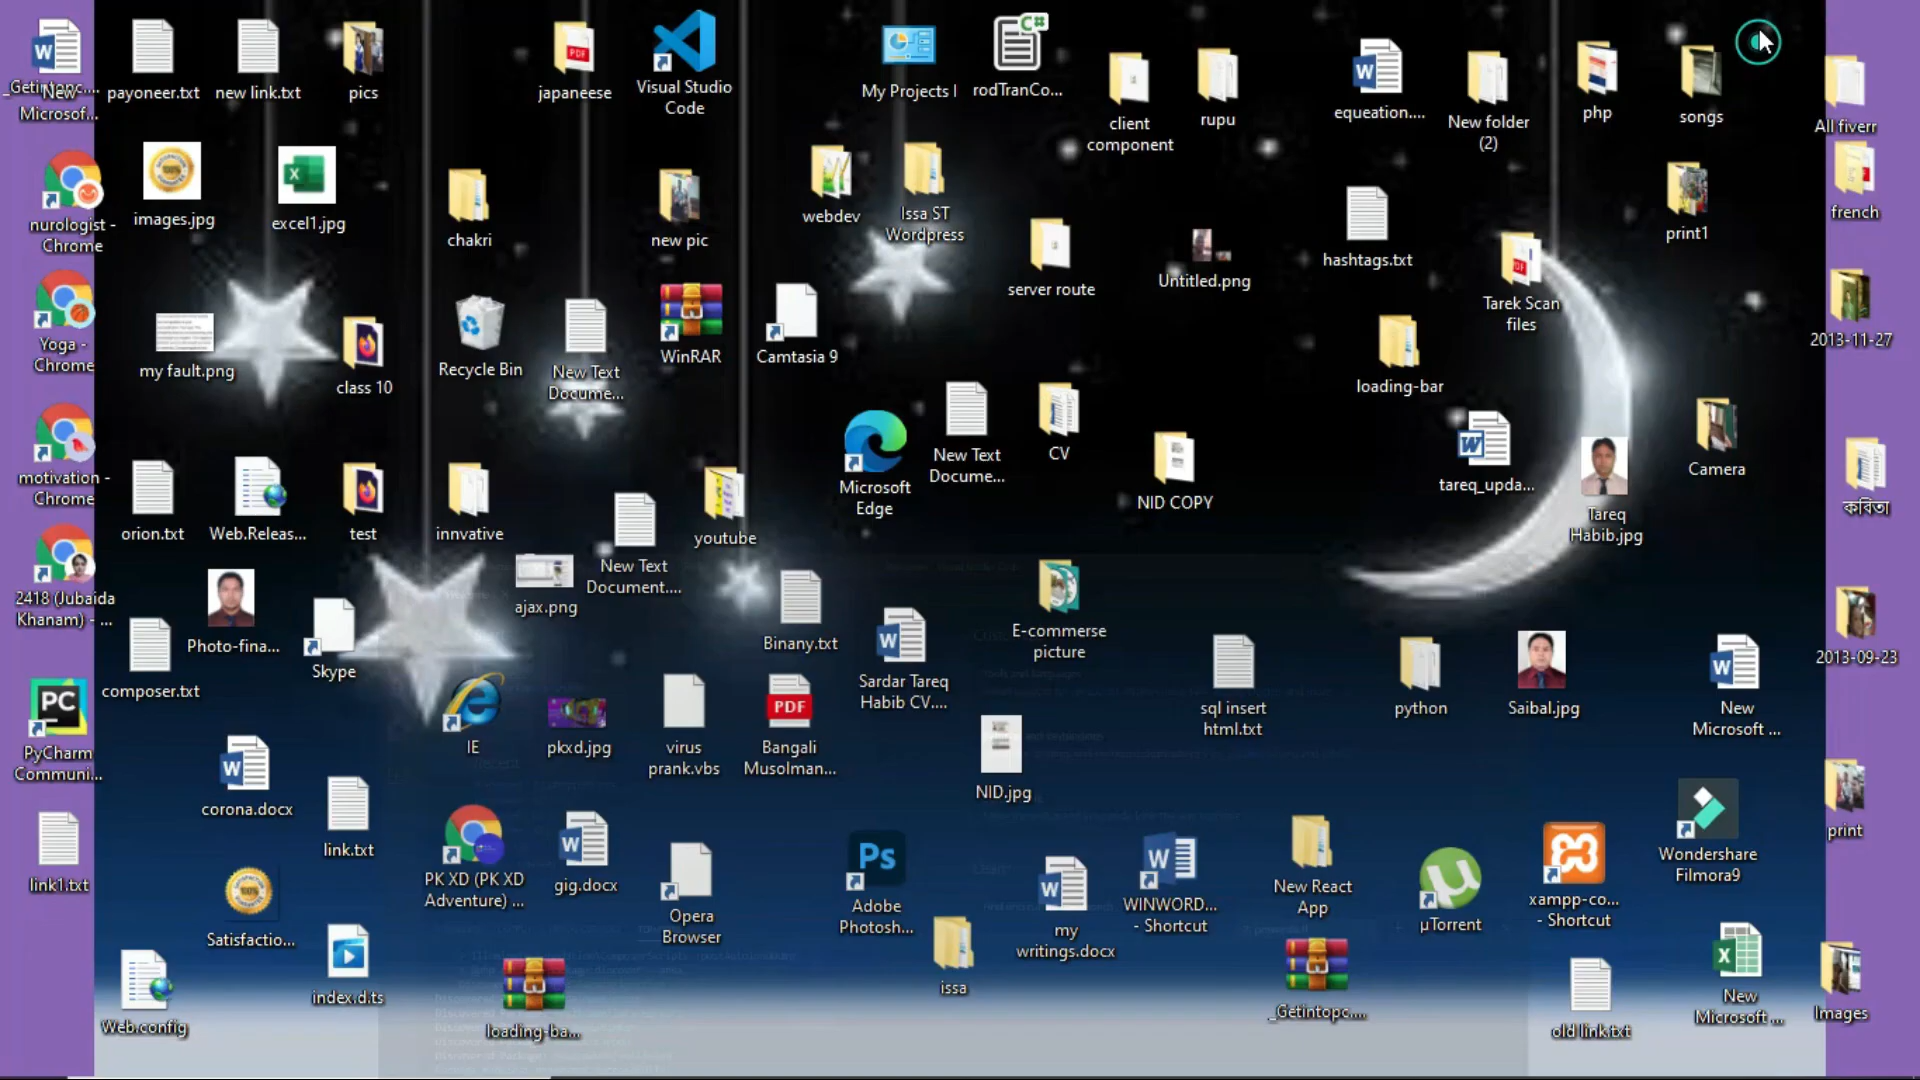 _Getintopc....
New
Microsof...
payoneer.txt
new link.txt
pics
japaneese
Visual Studio
Code
My Projects I
C#
rodTranCo...
client
component
rupu
equeation....
New folder
(2)
php
songs
All fiverr
nurologist -
Chrome
images.jpg
excel1.jpg
chakri
new pic
webdev
Issa ST
Wordpress
server route
Untitled.png
hashtags.txt
Tarek Scan
files
print1
french
Yoga -
Chrome
my fault.png
class 10
Recycle Bin
New Text
Docume...
WinRAR
Camtasia 9
loading-bar
2013-11-27
motivation -
Chrome
orion.txt
Web.Releas...
test
innvative
New Text
Document....
youtube
Microsoft
Edge
New Text
Docume...
CV
NID COPY
tareq_upda...
Tareq
Habib.jpg
Camera
কবিতা
2418 (Jubaida
Khanam) - ...
composer.txt
Photo-fina...
Skype
ajax.png
Binany.txt
Sardar Tareq
Habib CV....
E-commerse
picture
sql insert
html.txt
python
Saibal.jpg
New
Microsoft ...
2013-09-23
PC
PyCharm
Communi...
corona.docx
link.txt
IE
pkxd.jpg
virus
prank.vbs
PDF
Bangali
Musolman...
NID.jpg
Wondershare
Filmora9
print
link1.txt
Satisfactio...
PK XD (PK XD
Adventure) ...
gig.docx
Opera
Browser
Ps
Adobe
Photosh...
my
writings.docx
WINWORD...
- Shortcut
New React
App
µTorrent
xampp-co...
- Shortcut
Web.config
index.d.ts
loading-ba...
issa
_Getintopc....
old link.txt
New
Microsoft ...
Images